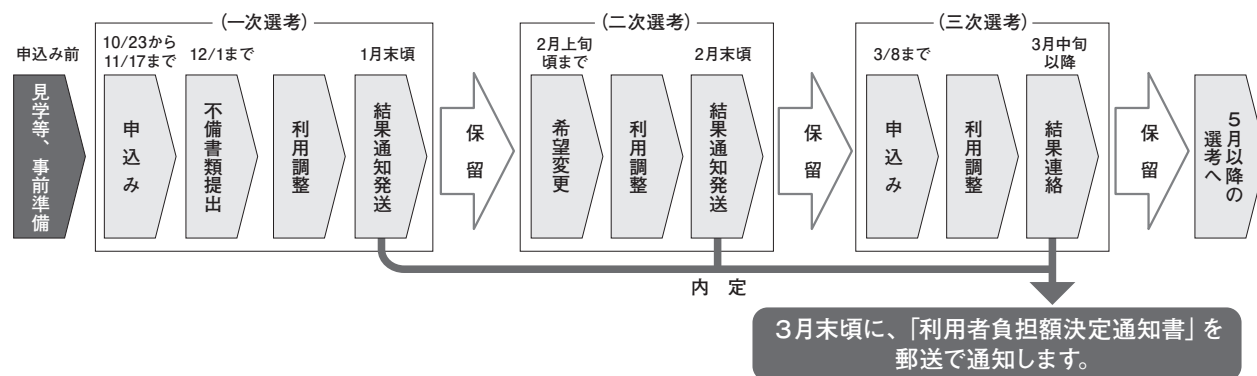 申込み前
見学等、事前準備
(一次選考)
10/23から
11/17まで
申込み
12/1まで
不備書類提出
利用調整
1月末頃
結果通知発送
保留
(二次選考)
2月上旬
頃まで
希望変更
利用調整
2月末頃
結果通知発送
保留
(三次選考)
3/8まで
申込み
利用調整
3月中旬
以降
結果連絡
保留
5月以降の
選考へ
内 定
3月末頃に、「利用者負担額決定通知書」を
郵送で通知します。